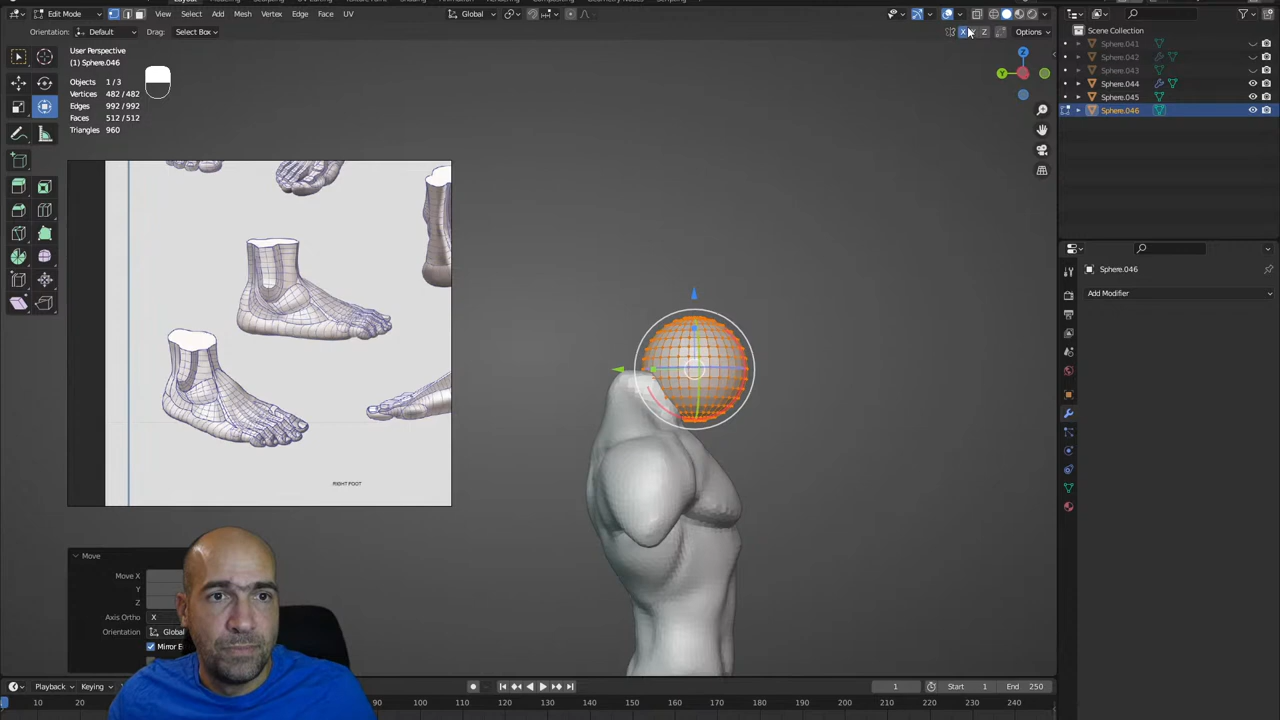 Edit Mode View Select Add Mesh Vertex Edge Face UV Global
Orientation: Default Drag: Select Box X Y Z Options
User Perspective
(1) Sphere.046
Objects 1 / 3
Vertices 482 / 482
Edges 992 / 992
Faces 512 / 512
Triangles 960
Z
Y
RIGHT FOOT
Move
Move X
Y
Z
Axis Ortho X
Orientation Global
Mirror E
Scene Collection
Sphere.041
Sphere.042
Sphere.043
Sphere.044
Sphere.045
Sphere.046
Sphere.046
Add Modifier
Playback Keying 1 Start 1 End 250
10 20 80 90 100 110 120 130 140 150 160 170 180 190 200 210 220 230 240